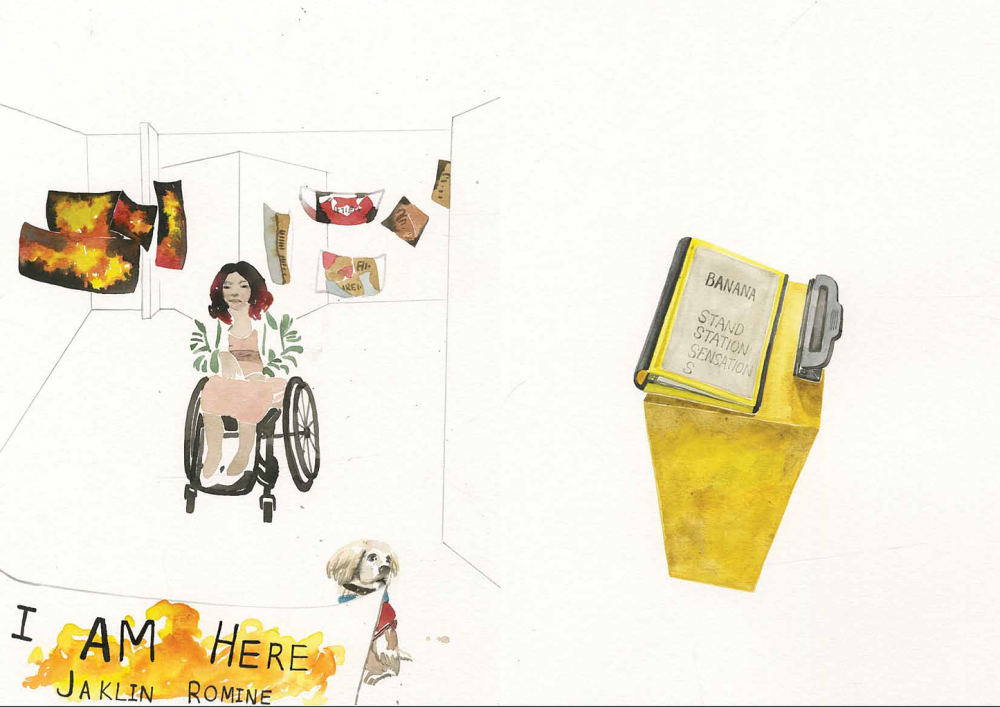 I AM HERE
JAKLIN ROMINE
BANANA
STAND
STATION
SENSATION
S